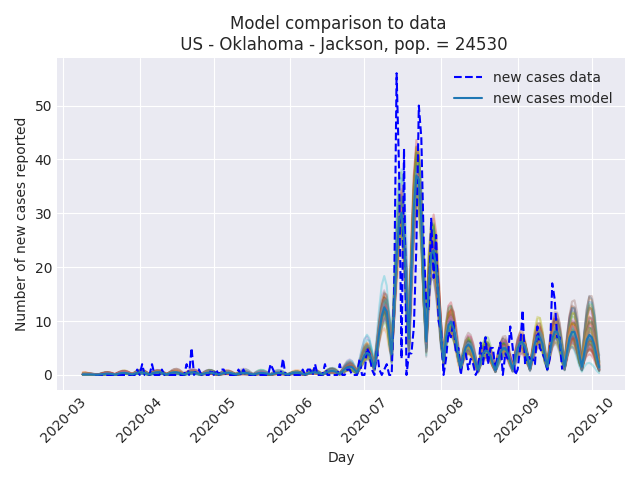 Model comparison to data
US - Oklahoma - Jackson, pop. = 24530
new cases data
new cases model
Number of new cases reported
50
40
30
20
10
0
2020-03
2020-04
2020-05
2020-06
2020-07
2020-08
2020-09
2020-10
Day